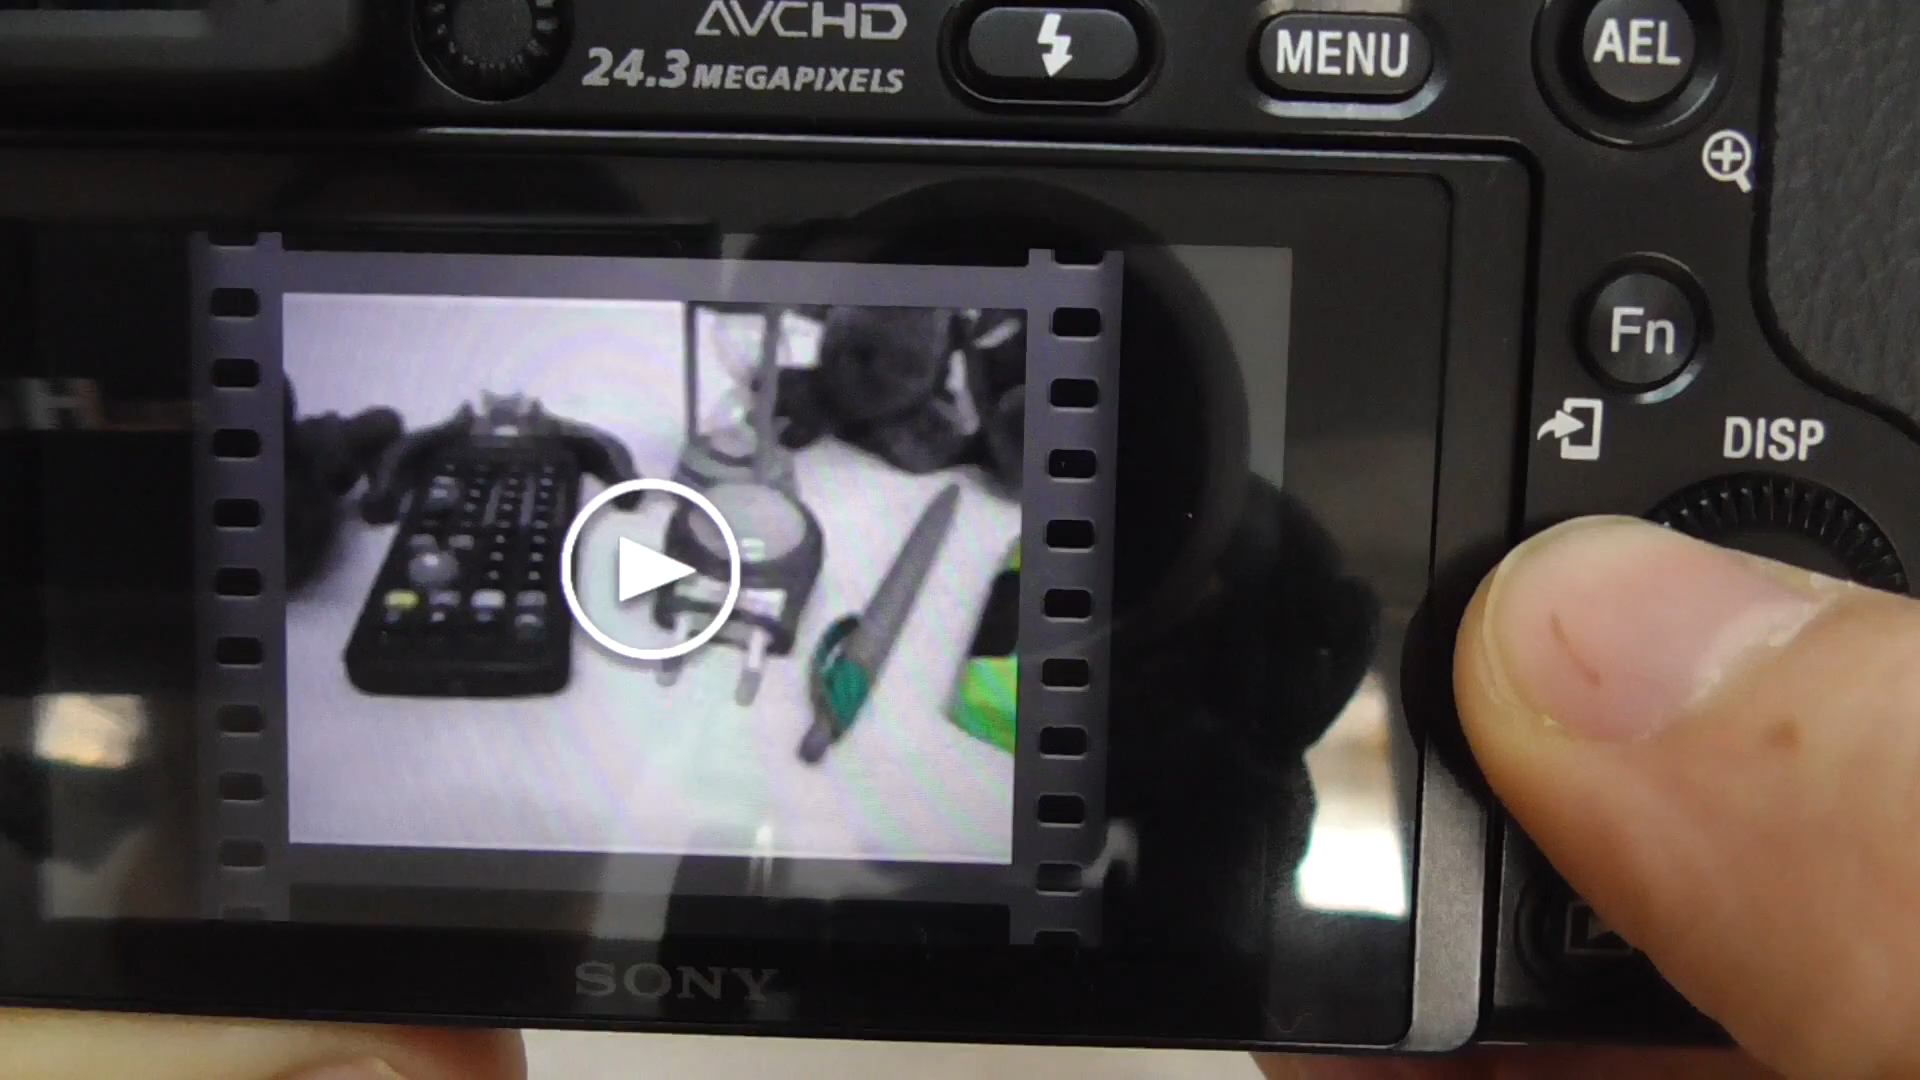 AVCHD
24.3 MEGAPIXELS
MENU
AEL
Fn
DISP
SONY